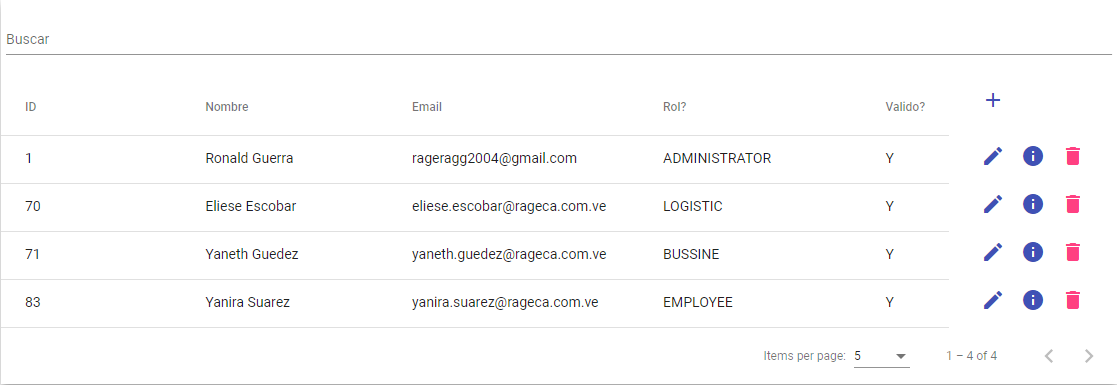 Buscar
ID Nombre Email Rol? Valido?
1 Ronald Guerra rageragg2004@gmail.com ADMINISTRATOR Y
70 Eliese Escobar eliese.escobar@rageca.com.ve LOGISTIC Y
71 Yaneth Guedez yaneth.guedez@rageca.com.ve BUSSINE Y
83 Yanira Suarez yanira.suarez@rageca.com.ve EMPLOYEE Y
Items per page: 5 1 – 4 of 4